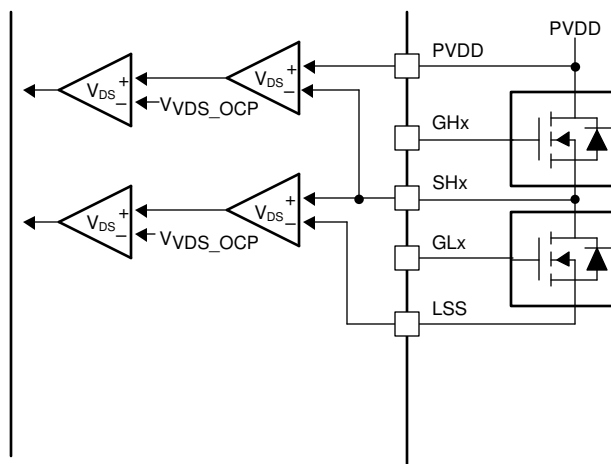 PVDD
PVDD
V_DS
+
−
V_VDS_OCP
V_DS
+
−
GHx
SHx
V_DS
+
−
V_VDS_OCP
V_DS
+
−
GLx
LSS